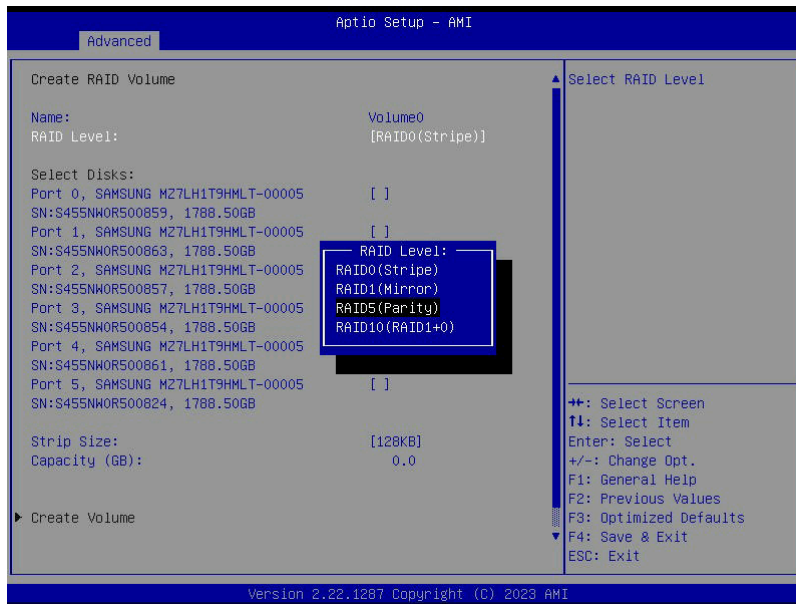 Aptio Setup - AMI
Advanced
Create RAID Volume
Name: Volume0
RAID Level: [RAID0(Stripe)]
Select Disks:
Port 0, SAMSUNG MZ7LH1T9HMLT-00005 [ ]
SN:S455NW0R500859, 1788.50GB
Port 1, SAMSUNG MZ7LH1T9HMLT-00005 [ ]
SN:S455NW0R500863, 1788.50GB
Port 2, SAMSUNG MZ7LH1T9HMLT-00005
SN:S455NW0R500857, 1788.50GB
Port 3, SAMSUNG MZ7LH1T9HMLT-00005
SN:S455NW0R500854, 1788.50GB
Port 4, SAMSUNG MZ7LH1T9HMLT-00005
SN:S455NW0R500861, 1788.50GB
Port 5, SAMSUNG MZ7LH1T9HMLT-00005 [ ]
SN:S455NW0R500824, 1788.50GB
Strip Size: [128KB]
Capacity (GB): 0.0
Create Volume
RAID Level:
RAID0(Stripe)
RAID1(Mirror)
RAID5(Parity)
RAID10(RAID1+0)
Select RAID Level
→←: Select Screen
↑↓: Select Item
Enter: Select
+/-: Change Opt.
F1: General Help
F2: Previous Values
F3: Optimized Defaults
F4: Save & Exit
ESC: Exit
Version 2.22.1287 Copyright (C) 2023 AMI